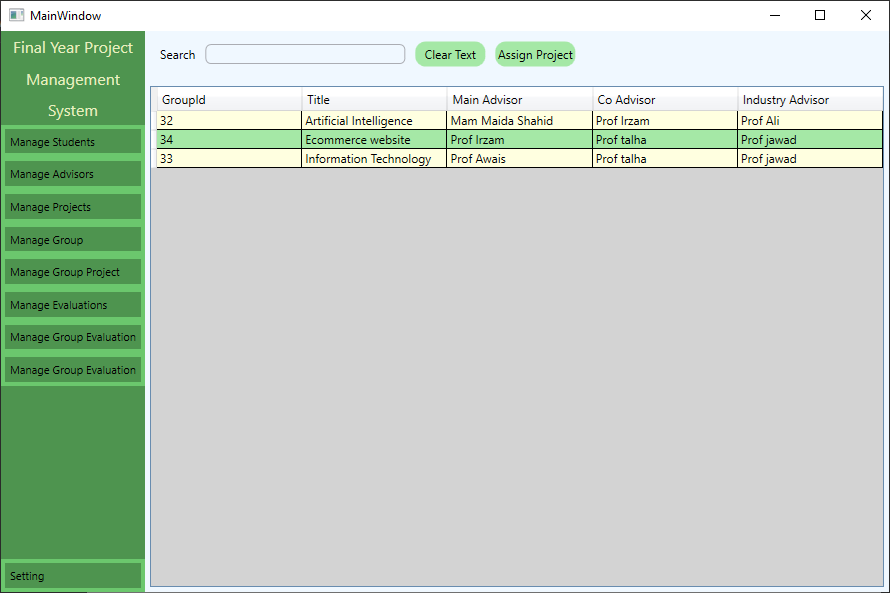 MainWindow
Final Year Project
Management
System
Manage Students
Manage Advisors
Manage Projects
Manage Group
Manage Group Project
Manage Evaluations
Manage Group Evaluation
Manage Group Evaluation
Setting
Search Clear Text Assign Project
GroupId Title Main Advisor Co Advisor Industry Advisor
32 Artificial Intelligence Mam Maida Shahid Prof Irzam Prof Ali
34 Ecommerce website Prof Irzam Prof talha Prof jawad
33 Information Technology Prof Awais Prof talha Prof jawad